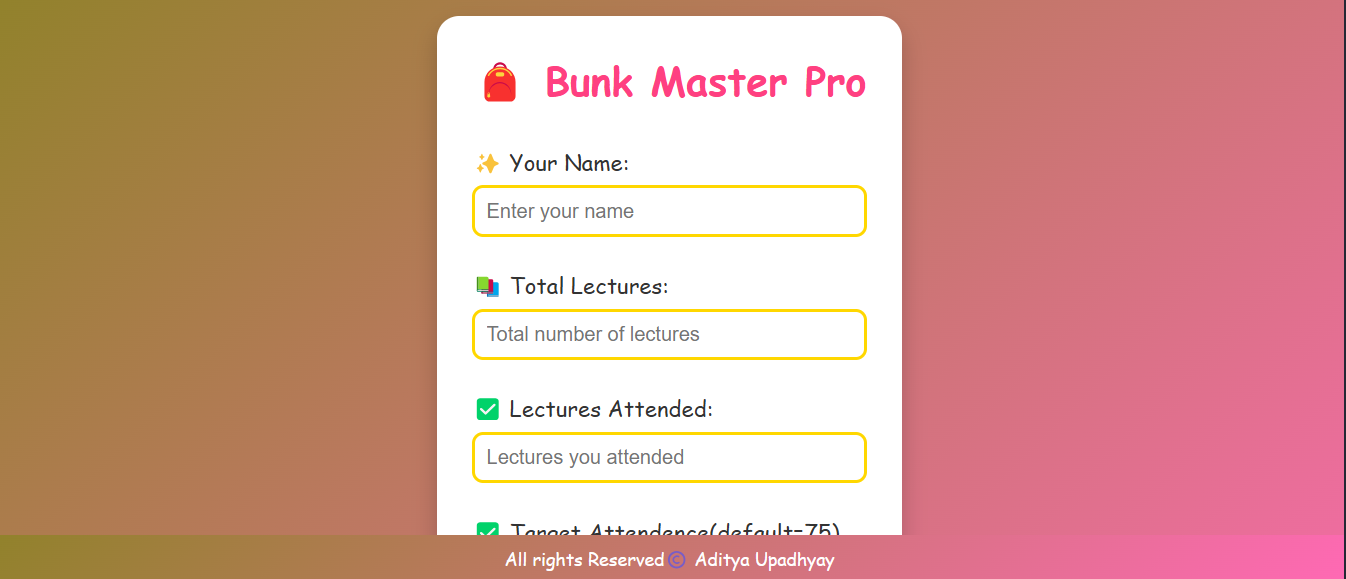 Bunk Master Pro
✨ Your Name:
Enter your name
📚 Total Lectures:
Total number of lectures
✅ Lectures Attended:
Lectures you attended
✅ Target Attendence(default=75)
All rights Reserved © Aditya Upadhyay